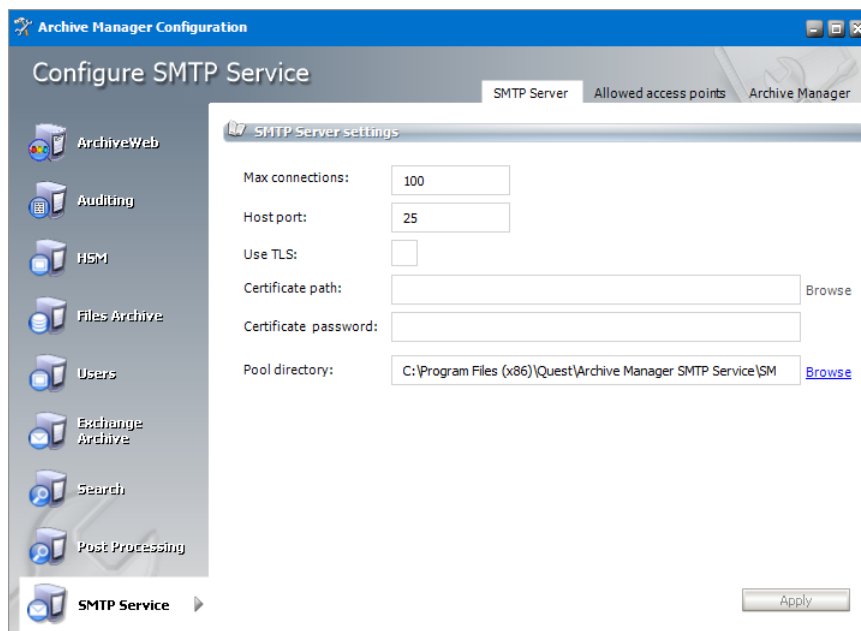 Archive Manager Configuration
Configure SMTP Service
SMTP Server Allowed access points Archive Manager
ArchiveWeb
Auditing
HSM
Files Archive
Users
Exchange
Archive
Search
Post Processing
SMTP Service
SMTP Server settings
Max connections: 100
Host port: 25
Use TLS:
Certificate path: Browse
Certificate password:
Pool directory: C:\Program Files (x86)\Quest\Archive Manager SMTP Service\SM Browse
Apply